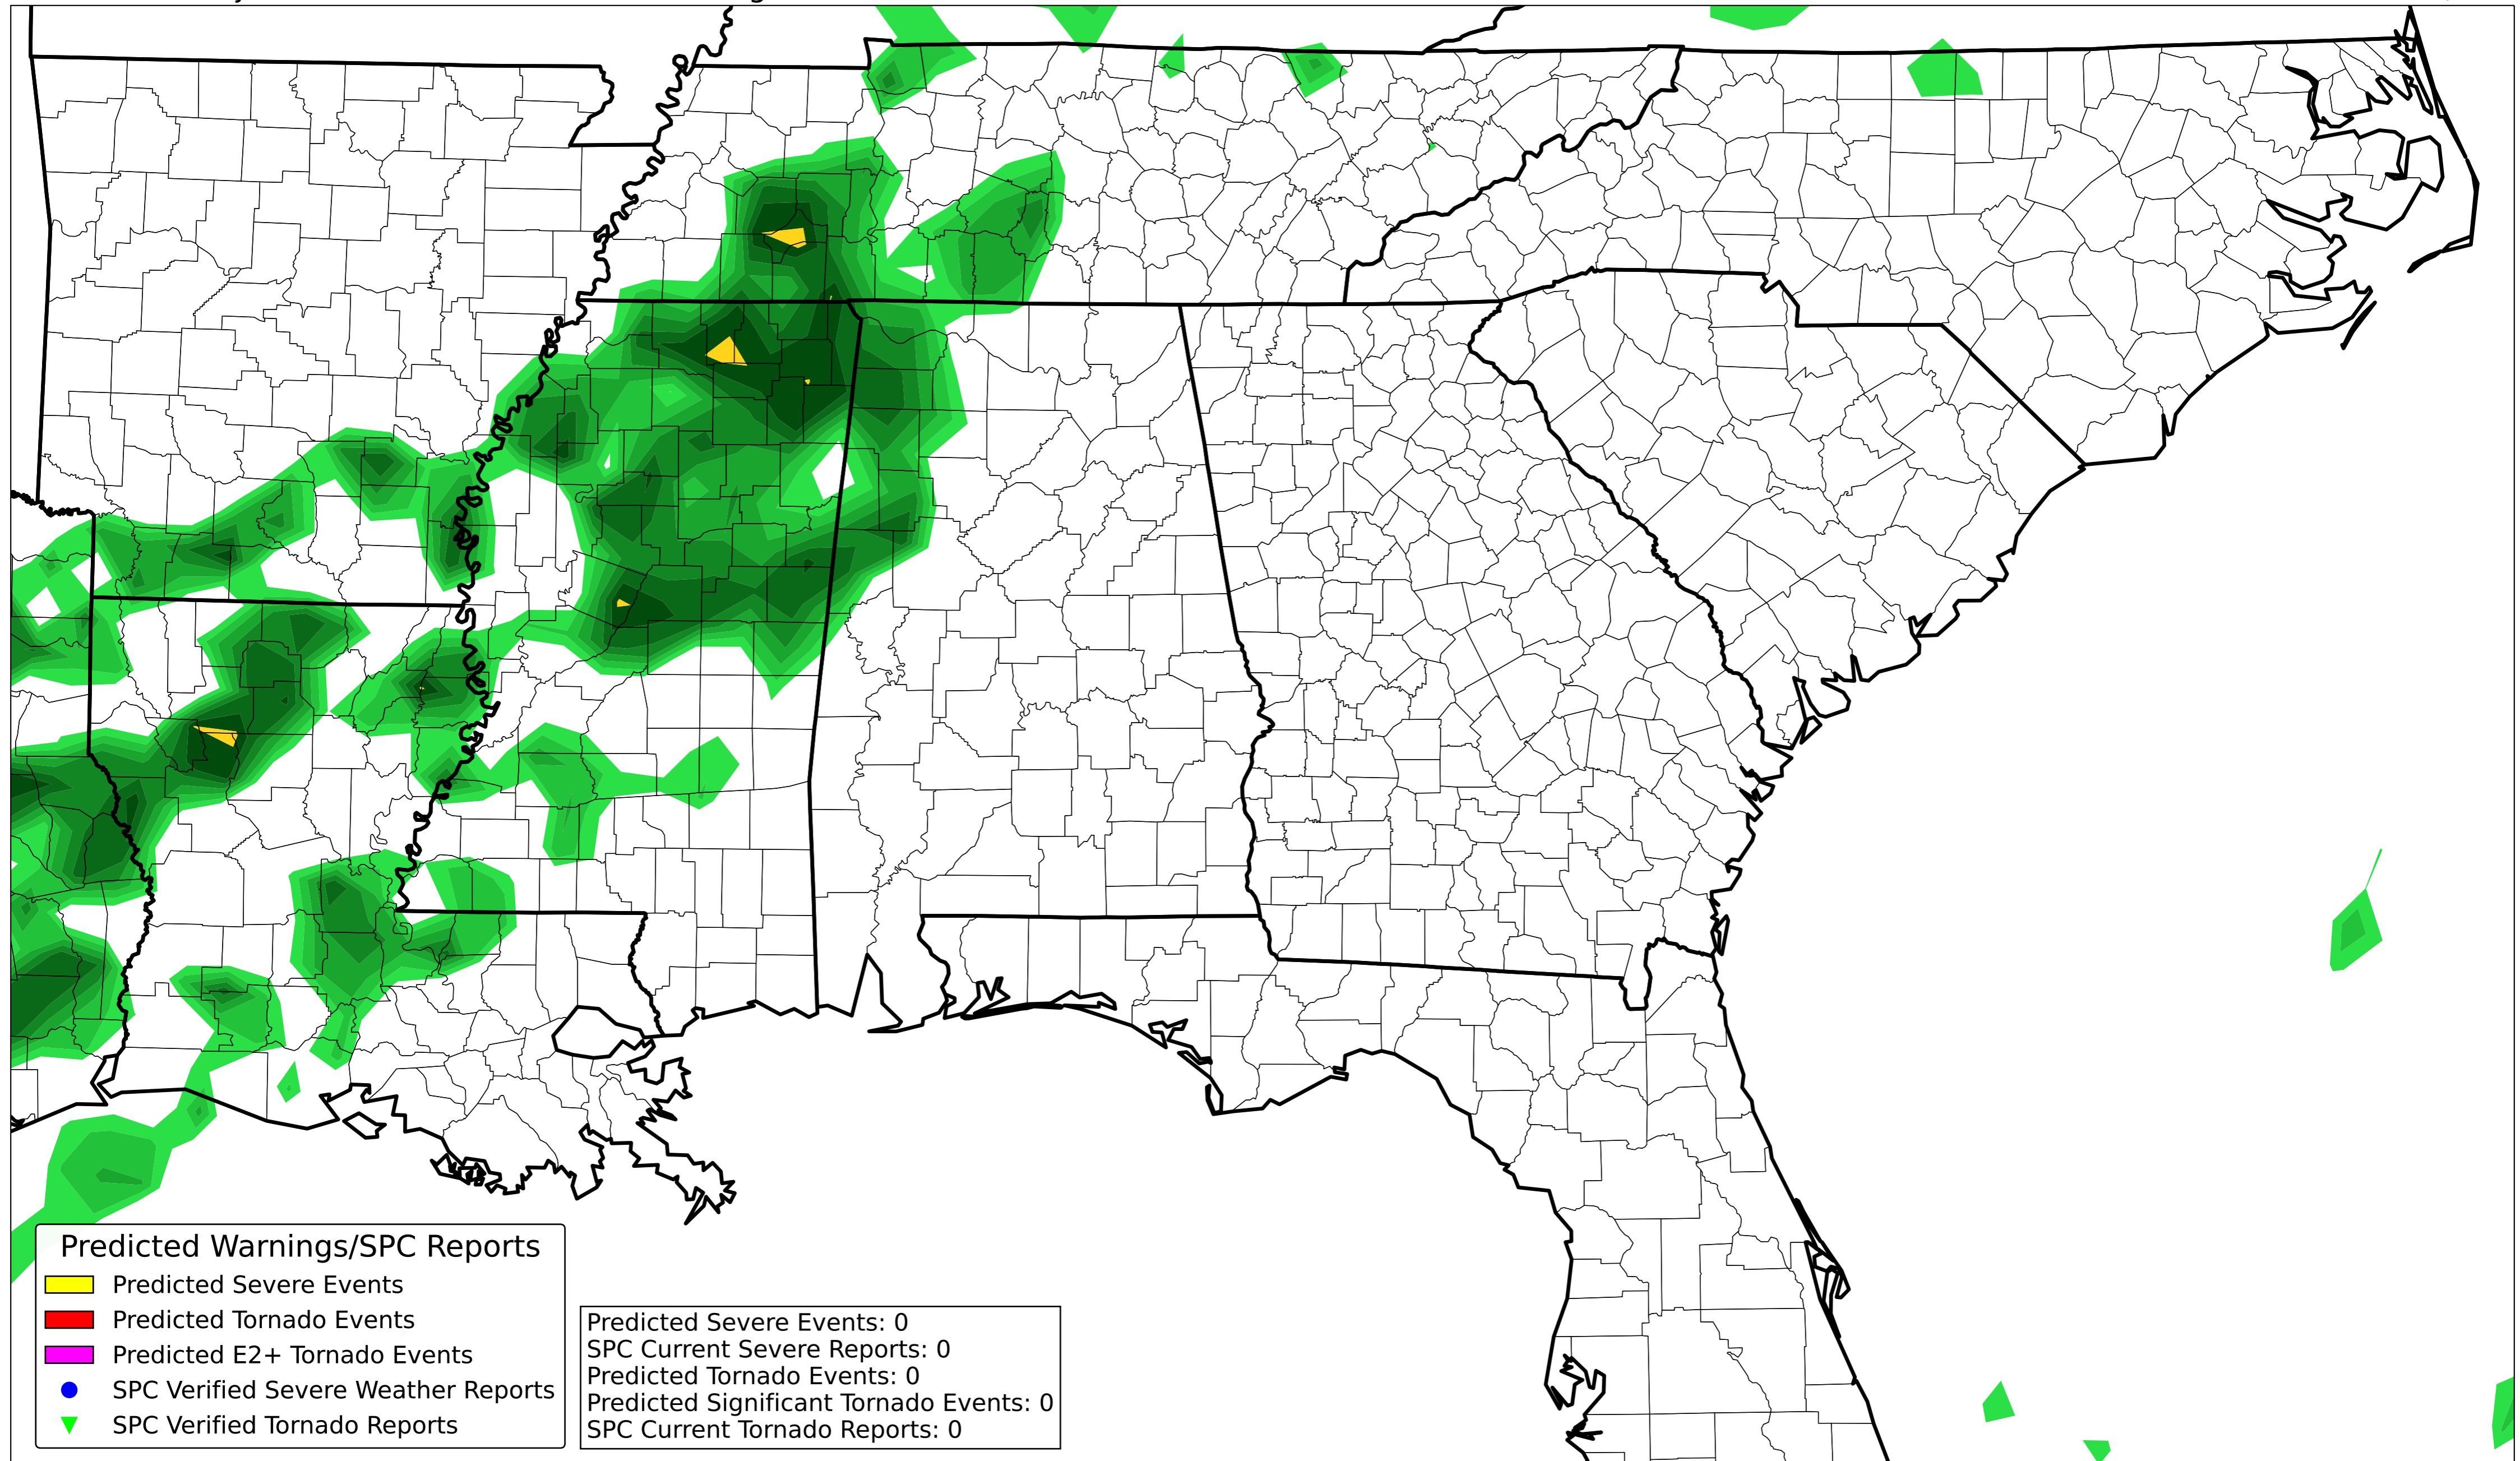 Predicted Warnings/SPC Reports
Predicted Severe Events
Predicted Tornado Events
Predicted E2+ Tornado Events
SPC Verified Severe Weather Reports
SPC Verified Tornado Reports
Predicted Severe Events: 0
SPC Current Severe Reports: 0
Predicted Tornado Events: 0
Predicted Significant Tornado Events: 0
SPC Current Tornado Reports: 0